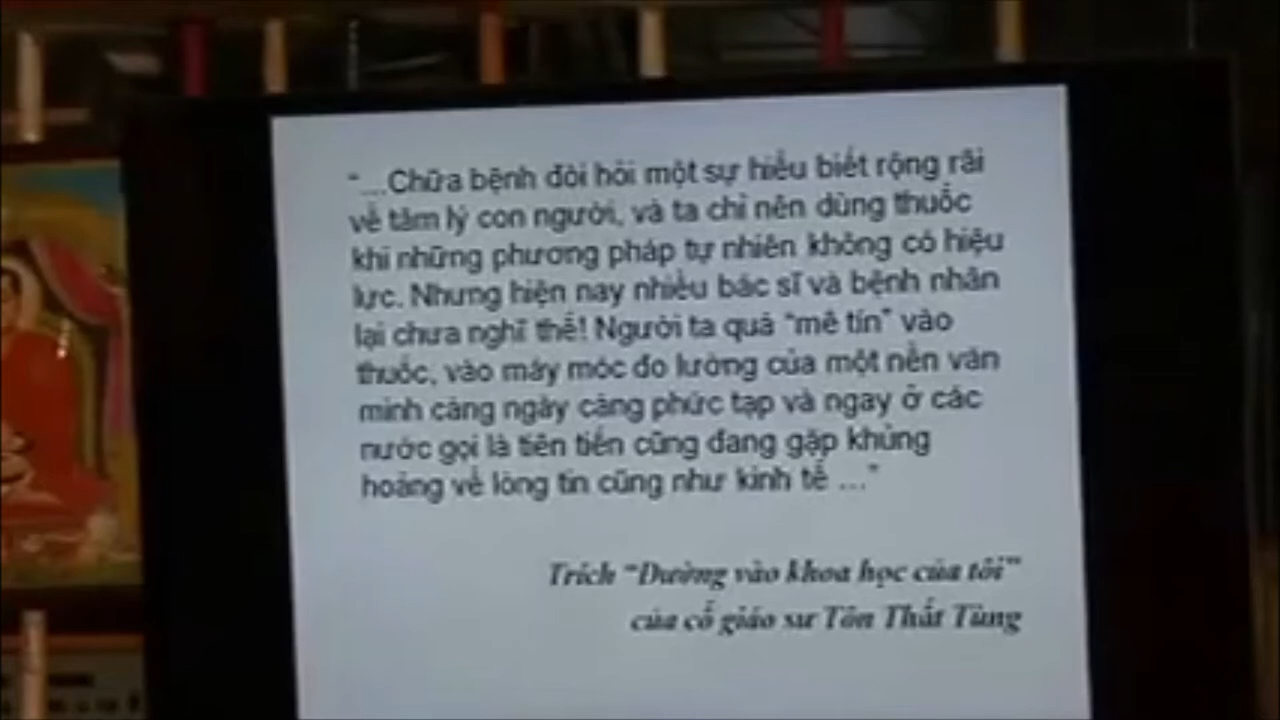 "...Chữa bệnh đòi hỏi một sự hiểu biết rộng rãi
về tâm lý con người, và ta chỉ nên dùng thuốc
khi những phương pháp tự nhiên không có hiệu
lực. Nhưng hiện nay nhiều bác sĩ và bệnh nhân
lại chưa nghĩ thế! Người ta quá "mê tín" vào
thuốc, vào máy móc đo lường của một nền văn
minh càng ngày càng phức tạp và ngay ở các
nước gọi là tiên tiến cũng đang gặp khủng
hoảng về lòng tin cũng như kinh tế ..."
Trích "Đường vào khoa học của tôi"
của cố giáo sư Tôn Thất Tùng